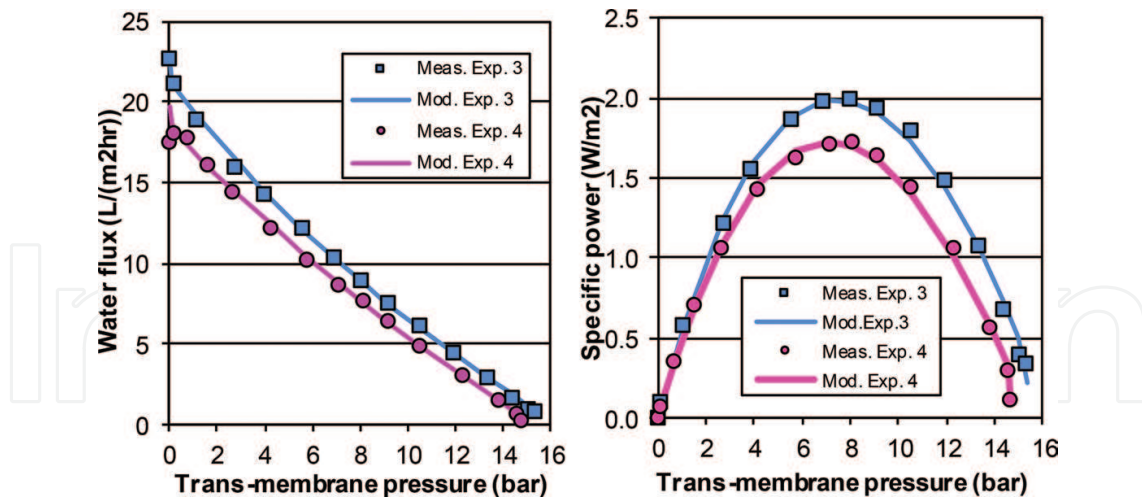 25
20
15
10
5
0
Water flux (L/(m2hr))
Meas. Exp. 3
Mod. Exp. 3
Meas. Exp. 4
Mod. Exp. 4
0 2 4 6 8 10 12 14 16
Trans-membrane pressure (bar)
2.5
2.0
1.5
1.0
0.5
0.0
Specific power (W/m2)
Meas. Exp. 3
Mod.Exp.3
Meas. Exp. 4
Mod. Exp. 4
0 2 4 6 8 10 12 14 16
Trans-membrane pressure (bar)